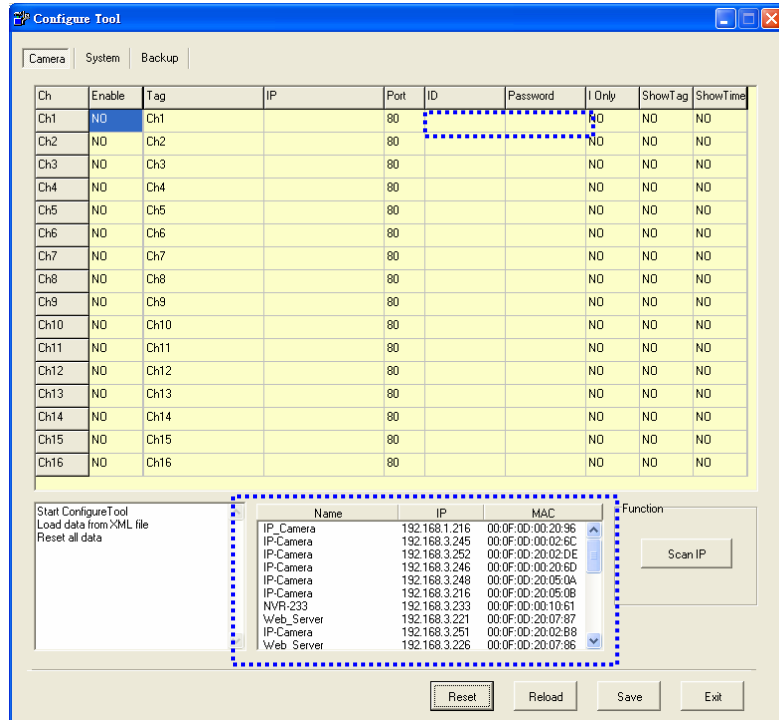 Configure Tool
Camera System Backup
Ch Enable Tag IP Port ID Password I Only ShowTag ShowTime
Ch1 NO Ch1 80 NO NO NO
Ch2 NO Ch2 80 NO NO NO
Ch3 NO Ch3 80 NO NO NO
Ch4 NO Ch4 80 NO NO NO
Ch5 NO Ch5 80 NO NO NO
Ch6 NO Ch6 80 NO NO NO
Ch7 NO Ch7 80 NO NO NO
Ch8 NO Ch8 80 NO NO NO
Ch9 NO Ch9 80 NO NO NO
Ch10 NO Ch10 80 NO NO NO
Ch11 NO Ch11 80 NO NO NO
Ch12 NO Ch12 80 NO NO NO
Ch13 NO Ch13 80 NO NO NO
Ch14 NO Ch14 80 NO NO NO
Ch15 NO Ch15 80 NO NO NO
Ch16 NO Ch16 80 NO NO NO
Start ConfigureTool
Load data from XML file
Reset all data
Name IP MAC
IP_Camera 192.168.1.216 00:0F:0D:00:20:96
IP-Camera 192.168.3.245 00:0F:0D:00:02:6C
IP-Camera 192.168.3.252 00:0F:0D:20:02:DE
IP-Camera 192.168.3.246 00:0F:0D:00:20:6D
IP-Camera 192.168.3.248 00:0F:0D:20:05:0A
IP-Camera 192.168.3.216 00:0F:0D:20:05:0B
NVR-233 192.168.3.233 00:0F:0D:00:10:61
Web_Server 192.168.3.221 00:0F:0D:20:07:87
IP-Camera 192.168.3.251 00:0F:0D:20:02:B8
Web_Server 192.168.3.226 00:0F:0D:20:07:86
Function
Scan IP
Reset Reload Save Exit